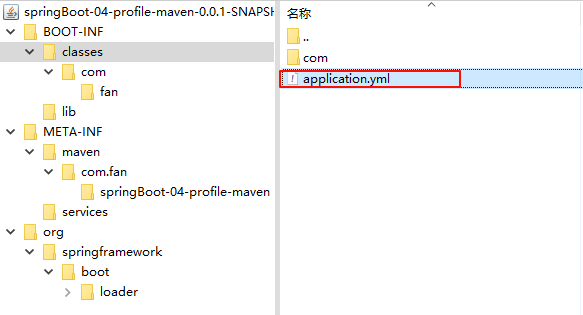 springBoot-04-profile-maven-0.0.1-SNAPSH
BOOT-INF
classes
com
fan
lib
META-INF
maven
com.fan
springBoot-04-profile-maven
services
org
springframework
boot
loader
名称
..
com
application.yml